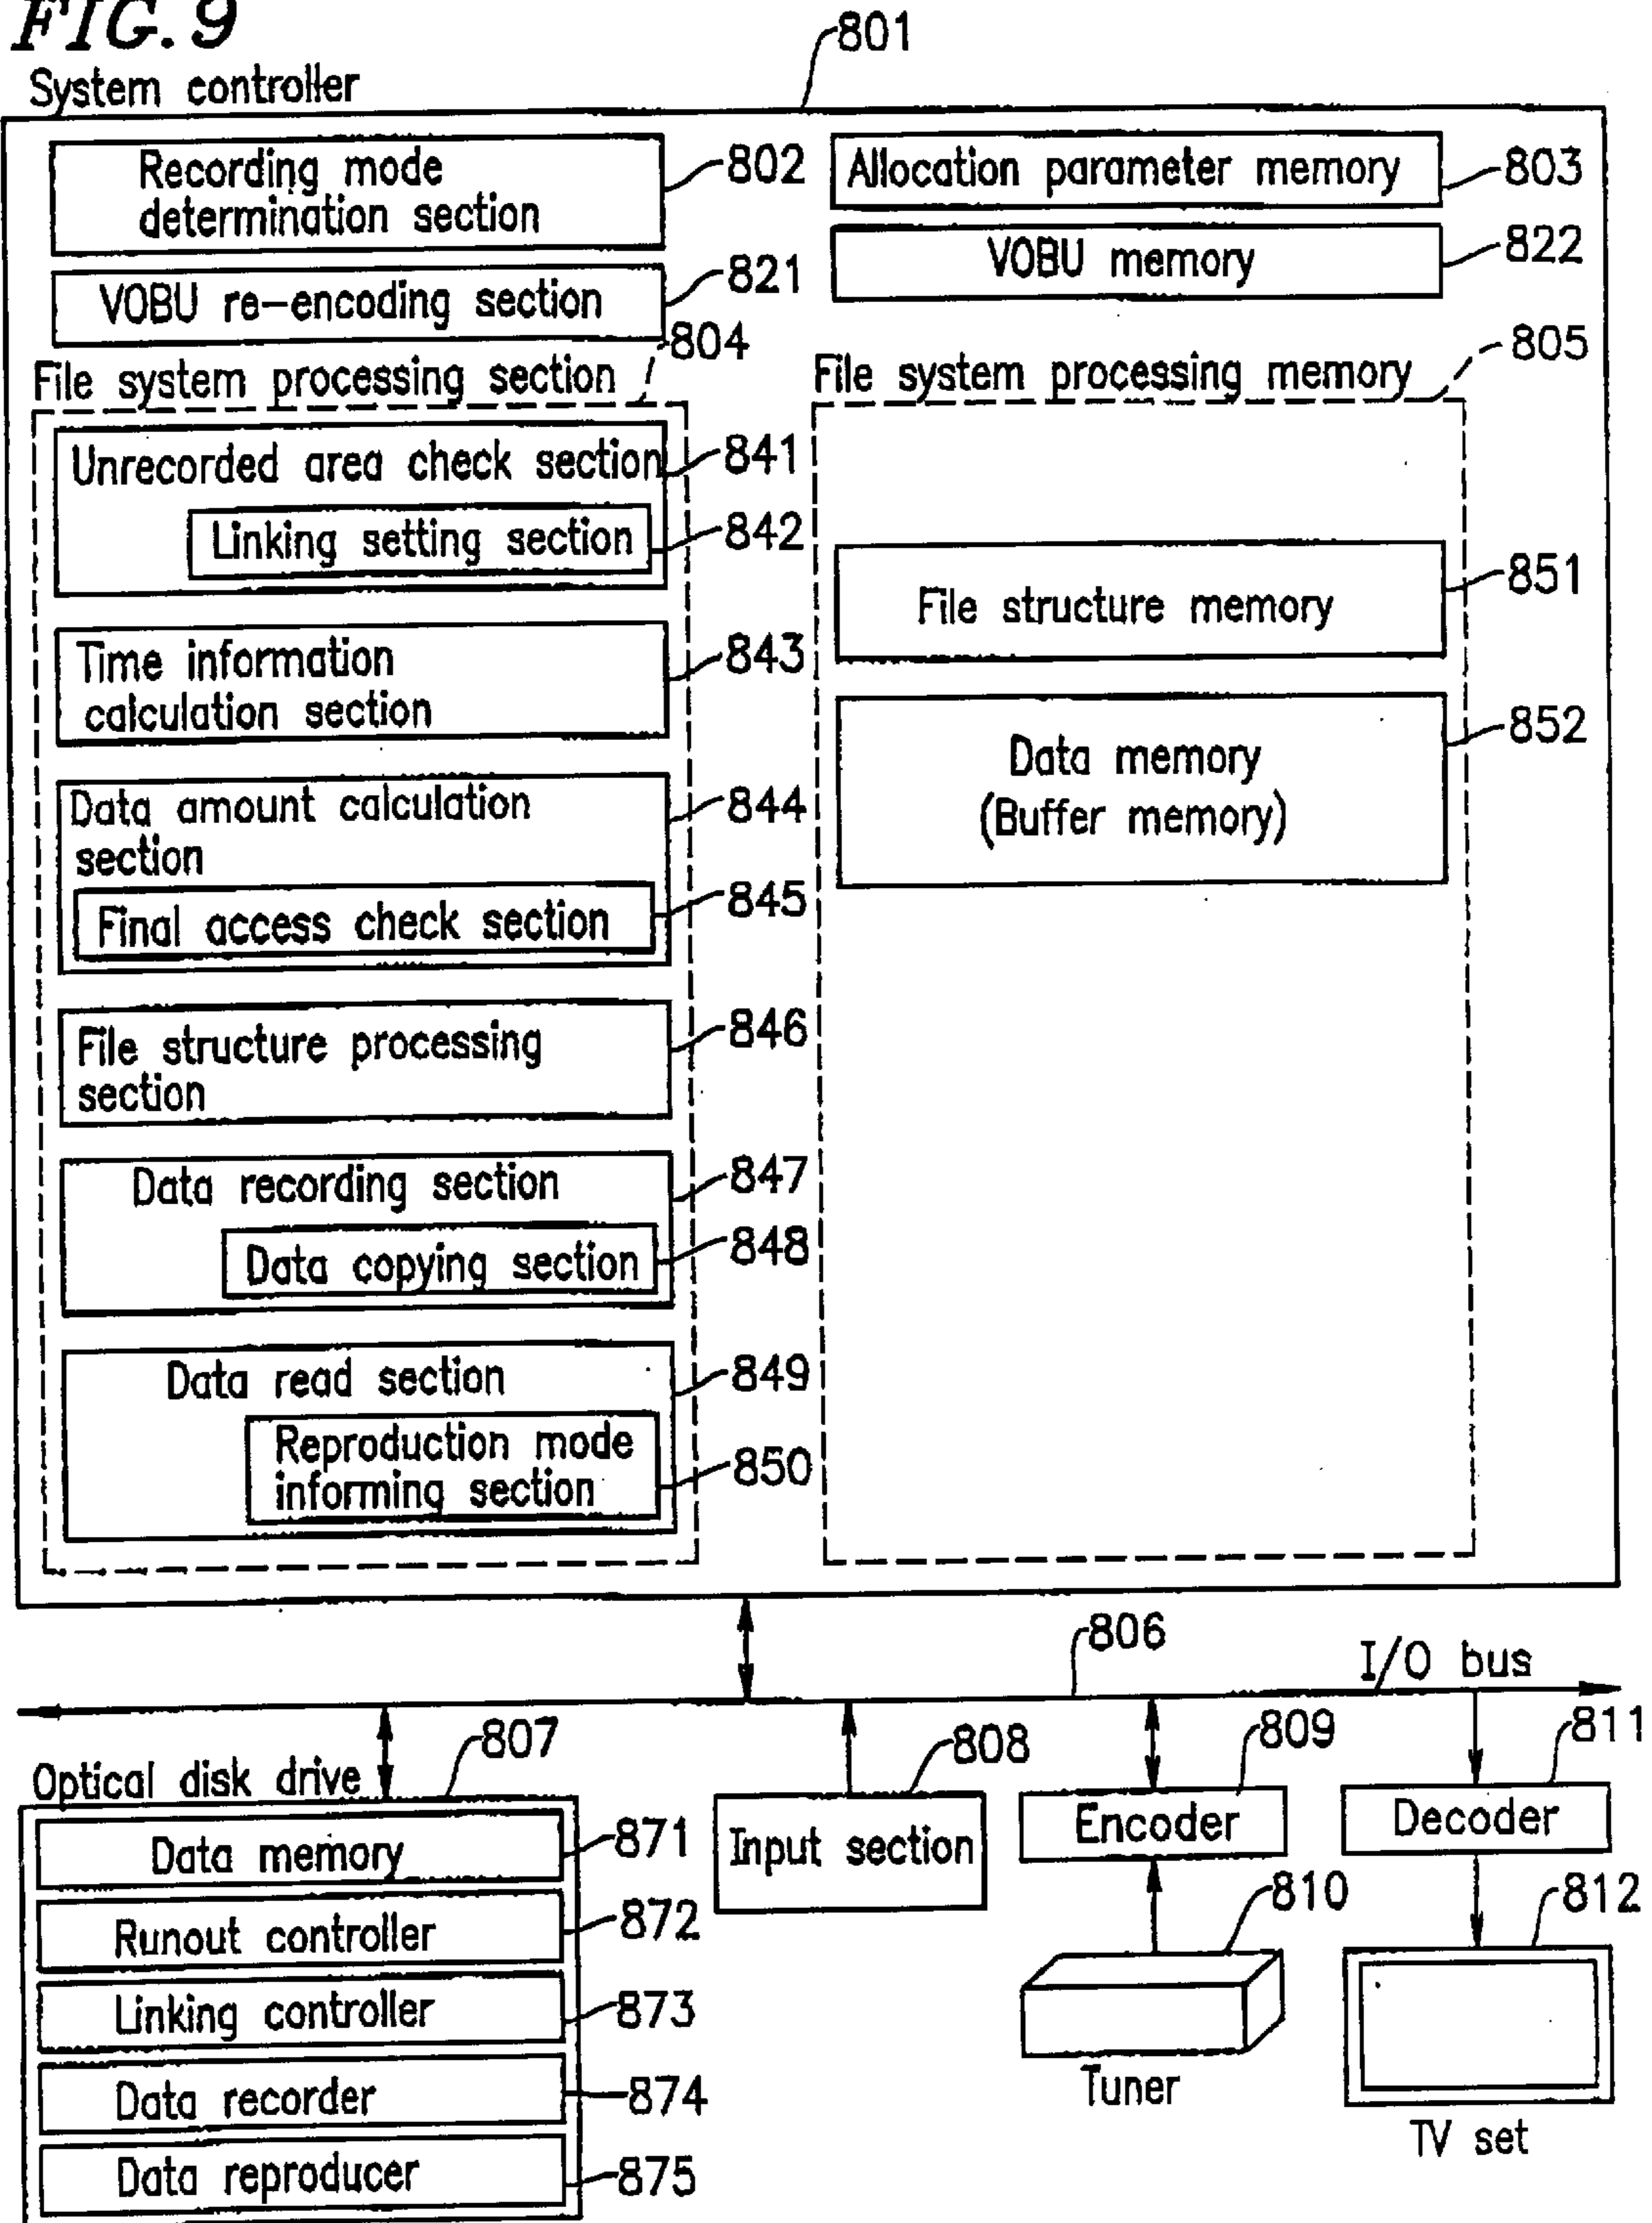 FIG. 9
801
System controller
Recording mode
determination section
802
Allocation parameter memory
803
VOBU re-encoding section
821
VOBU memory
822
File system processing section
804
File system processing memory
805
Unrecorded area check section
841
Linking setting section
842
Time information
calculation section
843
Data amount calculation
section
844
Final access check section
845
File structure processing
section
846
Data recording section
847
Data copying section
848
Data read section
849
Reproduction mode
informing section
850
File structure memory
851
Data memory
(Buffer memory)
852
806
I/O bus
Optical disk drive
807
Data memory
871
Runout controller
872
Linking controller
873
Data recorder
874
Data reproducer
875
808
Input section
809
Encoder
810
Tuner
811
Decoder
812
TV set